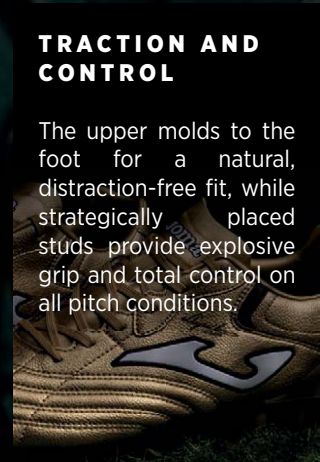 TRACTION AND
CONTROL
The upper molds to the
foot for a natural,
distraction-free fit, while
strategically placed
studs provide explosive
grip and total control on
all pitch conditions.